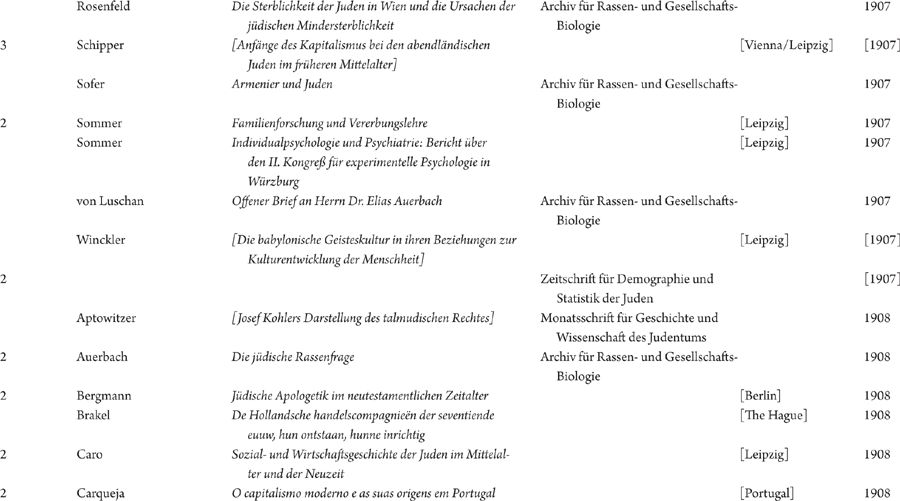 Rosenfeld Die Sterblichkeit der Juden in Wien und die Ursachen der Archiv für Rassen- und Gesellschafts- 1907
jüdischen Mindersterblichkeit Biologie
3 Schipper [Anfänge des Kapitalismus bei den abendländischen [Vienna/Leipzig] [1907]
Juden im früheren Mittelalter]
Sofer Armenier und Juden Archiv für Rassen- und Gesellschafts- 1907
Biologie
2 Sommer Familienforschung und Vererbungslehre [Leipzig] 1907
Sommer Individualpsychologie und Psychiatrie: Bericht über [Leipzig] 1907
den II. Kongreß für experimentelle Psychologie in
Würzburg
von Luschan Offener Brief an Herrn Dr. Elias Auerbach Archiv für Rassen- und Gesellschafts- 1907
Biologie
Winckler [Die babylonische Geisteskultur in ihren Beziehungen zur [Leipzig] [1907]
Kulturentwicklung der Menschheit]
2 Zeitschrift für Demographie und [1907]
Statistik der Juden
Aptowitzer [Josef Kohlers Darstellung des talmudischen Rechtes] Monatsschrift für Geschichte und 1908
Wissenschaft des Judentums
2 Auerbach Die jüdische Rassenfrage Archiv für Rassen- und Gesellschafts- 1908
Biologie
2 Bergmann Jüdische Apologetik im neutestamentlichen Zeitalter [Berlin] 1908
Brakel De Hollandsche handelscompagnieën der seventiende [The Hague] 1908
euuw, hun ontstaan, hunne inrichtig
2 Caro Sozial- und Wirtschaftsgeschichte der Juden im Mittelal- [Leipzig] 1908
ter und der Neuzeit
2 Carqueja O capitalismo moderno e as suas origens em Portugal [Portugal] 1908